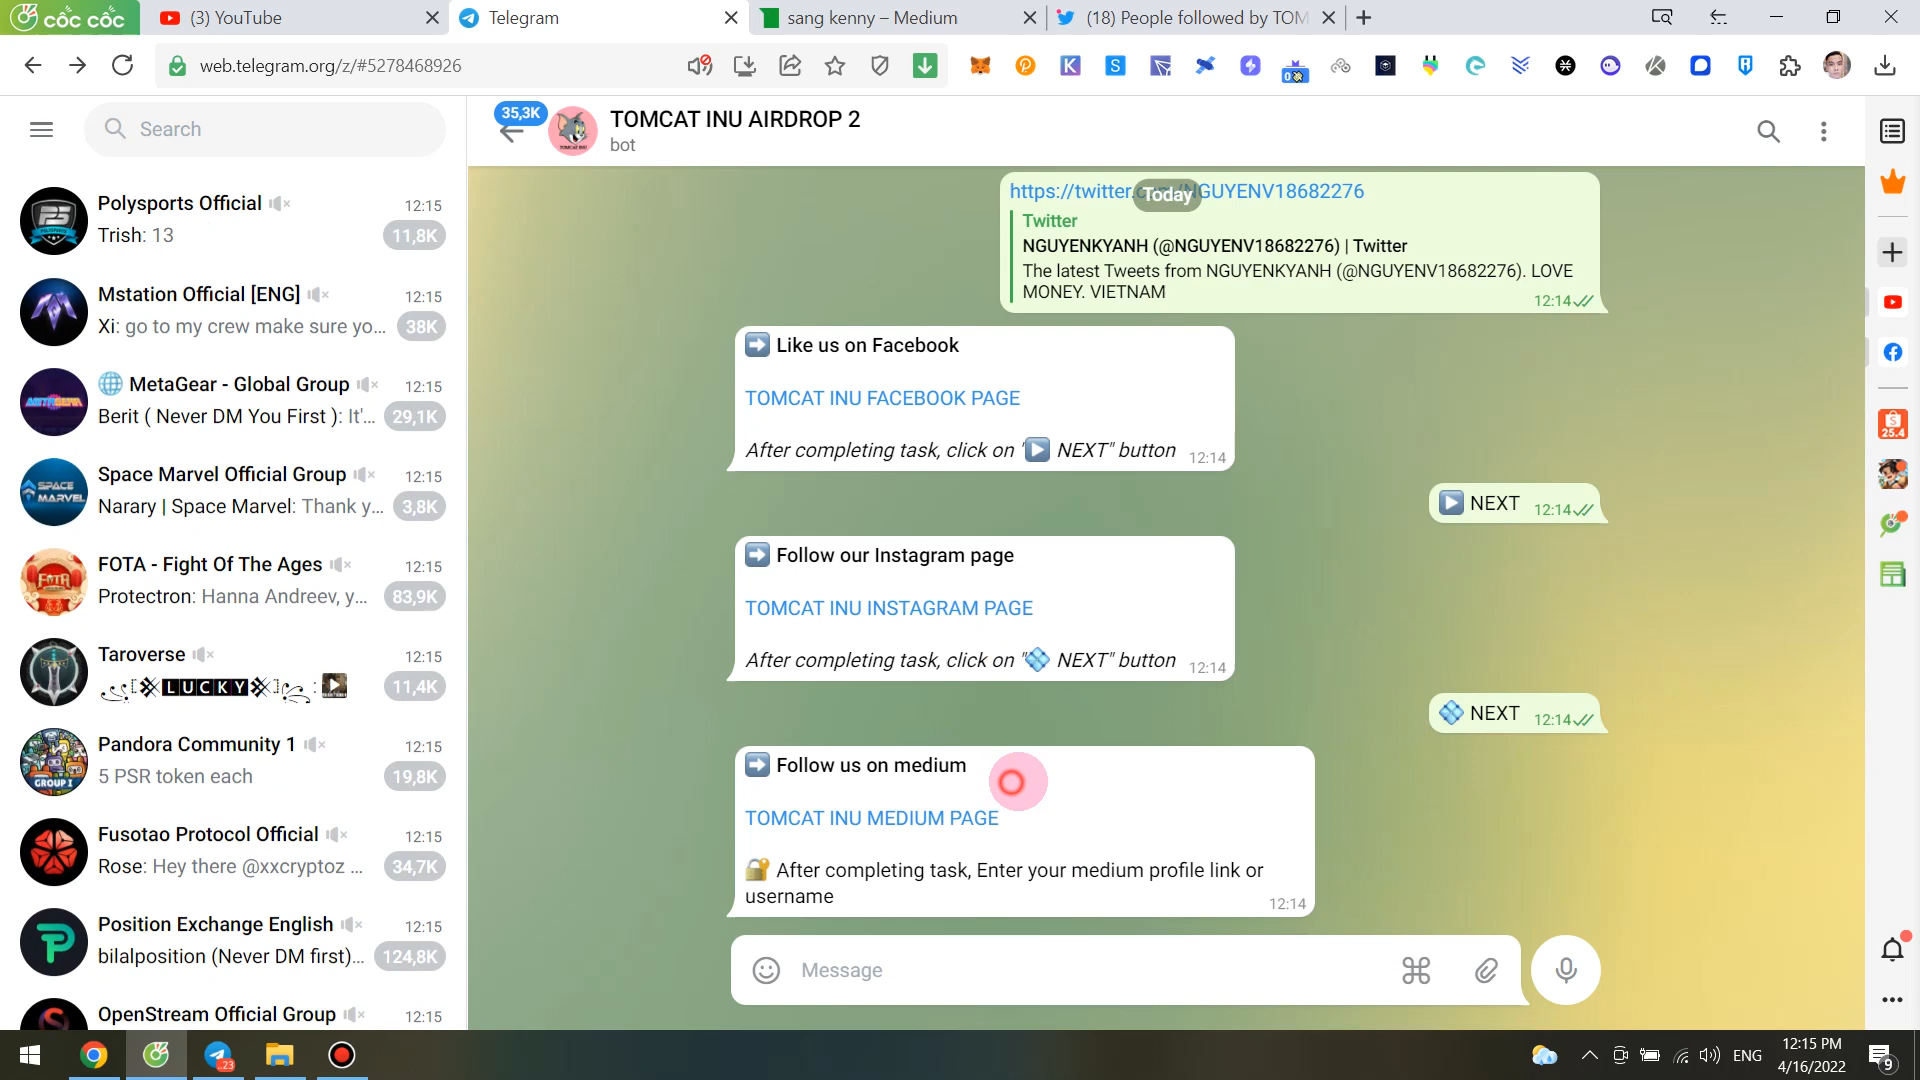 cốc cốc
(3) YouTube
Telegram
sang kenny – Medium
(18) People followed by TOM
web.telegram.org/z/#5278468926
Search
35,3K
TOMCAT INU AIRDROP 2
bot
Polysports Official
12:15
Trish: 13
11,8K
Mstation Official [ENG]
12:15
Xi: go to my crew make sure yo...
38K
MetaGear - Global Group
12:15
Berit ( Never DM You First ): It'...
29,1K
Space Marvel Official Group
12:15
Narary | Space Marvel: Thank y...
3,8K
FOTA - Fight Of The Ages
12:15
Protectron: Hanna Andreev, y...
83,9K
Taroverse
12:15
LUCKY
11,4K
Pandora Community 1
12:15
5 PSR token each
19,8K
Fusotao Protocol Official
12:15
Rose: Hey there @xxcryptoz ...
34,7K
Position Exchange English
12:15
bilalposition (Never DM first)...
124,8K
OpenStream Official Group
12:15
Today
https://twitter.com/NGUYENV18682276
Twitter
NGUYENKYANH (@NGUYENV18682276) | Twitter
The latest Tweets from NGUYENKYANH (@NGUYENV18682276). LOVE
MONEY. VIETNAM
12:14
➡️ Like us on Facebook
TOMCAT INU FACEBOOK PAGE
After completing task, click on "▶️ NEXT" button
12:14
▶️ NEXT
12:14
➡️ Follow our Instagram page
TOMCAT INU INSTAGRAM PAGE
After completing task, click on "💠 NEXT" button
12:14
💠 NEXT
12:14
➡️ Follow us on medium
TOMCAT INU MEDIUM PAGE
🔐 After completing task, Enter your medium profile link or
username
12:14
Message
25.4
23
ENG
12:15 PM
4/16/2022
9